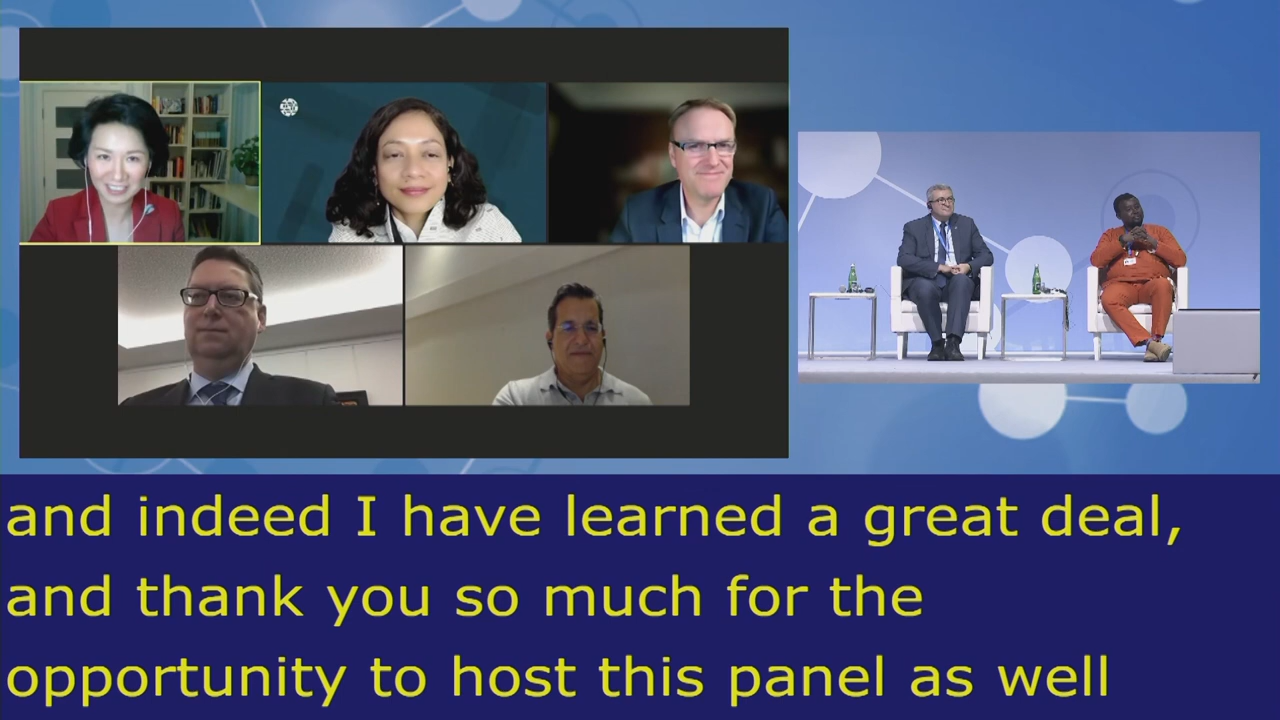 and indeed I have learned a great deal,
and thank you so much for the
opportunity to host this panel as well